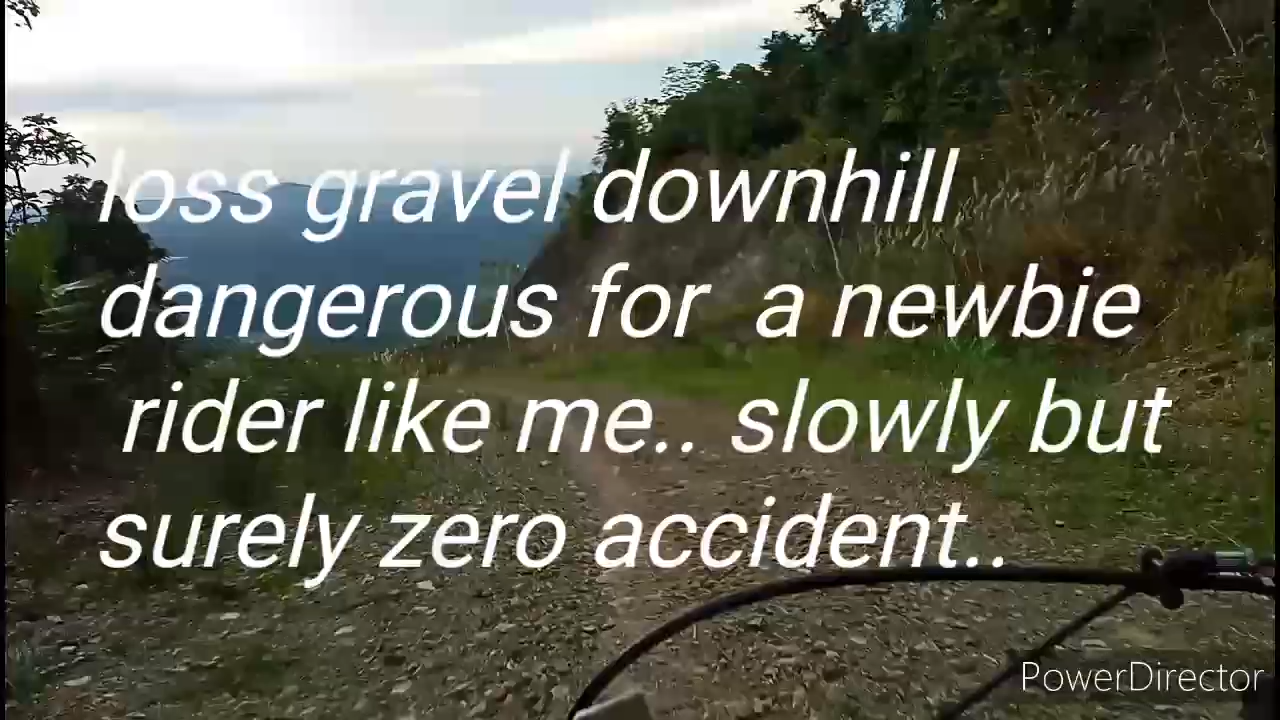 loss gravel downhill
dangerous for a newbie
rider like me.. slowly but
surely zero accident..
PowerDirector